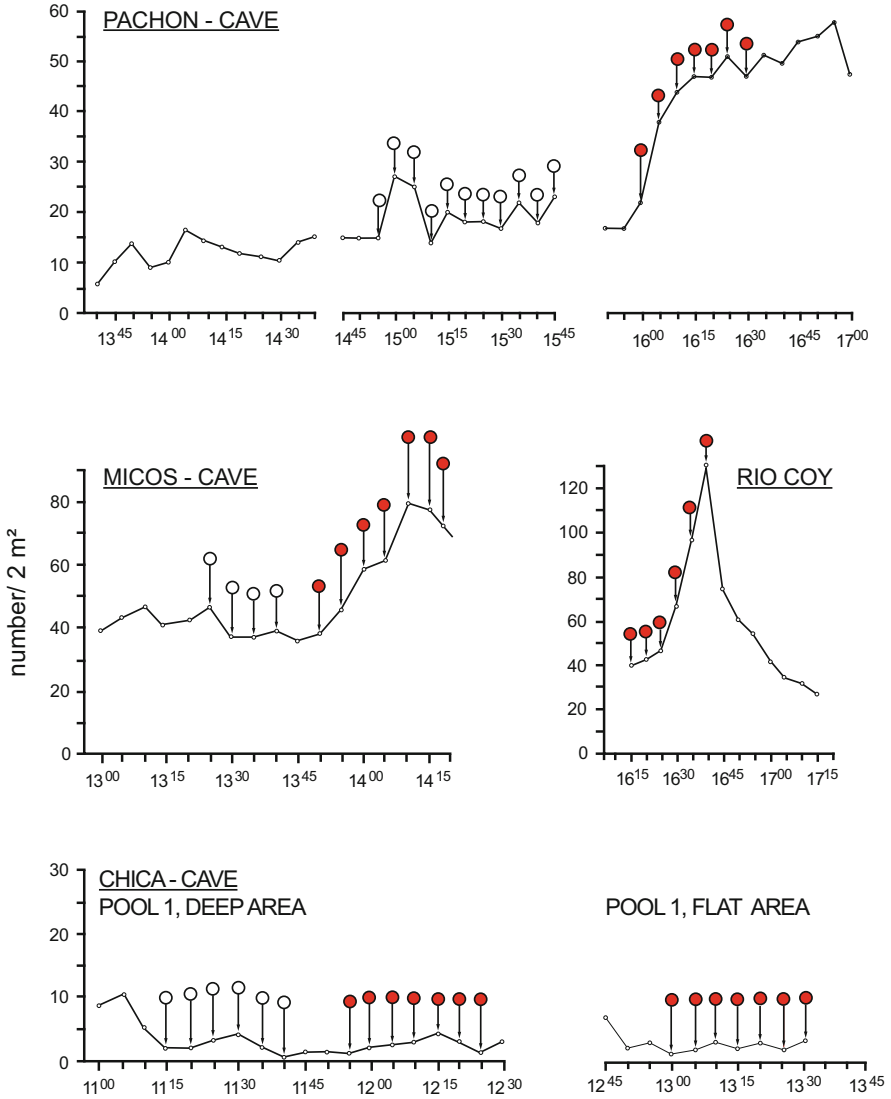 PACHON - CAVE
60
50
40
30
20
10
0
13 45 14 00 14 15 14 30
14 45 15 00 15 15 15 30 15 45
16 00 16 15 16 30 16 45 17 00
number/ 2 m²
MICOS - CAVE
80
60
40
20
0
13 00 13 15 13 30 13 45 14 00 14 15
RIO COY
120
100
80
60
40
20
0
16 15 16 30 16 45 17 00 17 15
CHICA - CAVE
POOL 1, DEEP AREA
30
20
10
0
11 00 11 15 11 30 11 45 12 00 12 15 12 30
POOL 1, FLAT AREA
12 45 13 00 13 15 13 30 13 45